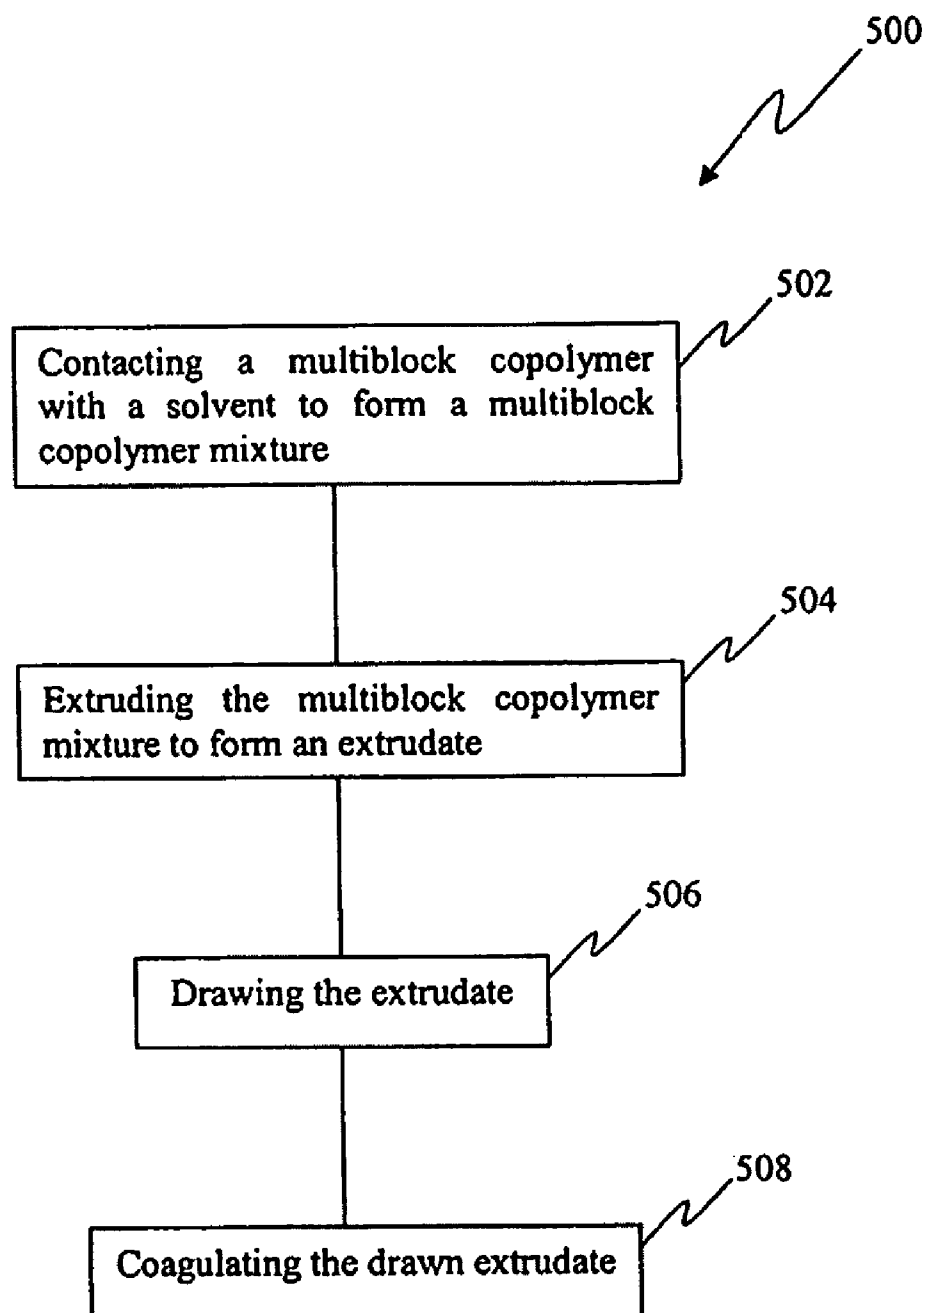 500
502
Contacting a multiblock copolymer
with a solvent to form a multiblock
copolymer mixture
504
Extruding the multiblock copolymer
mixture to form an extrudate
506
Drawing the extrudate
508
Coagulating the drawn extrudate